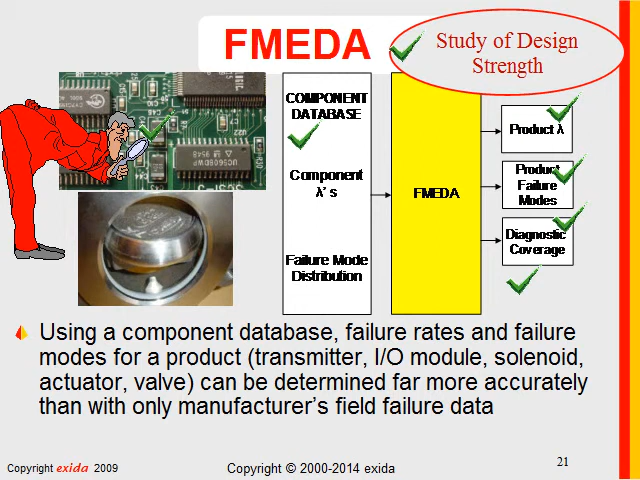 FMEDA
Study of Design
Strength
COMPONENT
DATABASE
Component
λ' s
Failure Mode
Distribution
FMEDA
Product λ
Product
Failure
Modes
Diagnostic
Coverage
Using a component database, failure rates and failure
modes for a product (transmitter, I/O module, solenoid,
actuator, valve) can be determined far more accurately
than with only manufacturer's field failure data
Copyright exida 2009
Copyright © 2000-2014 exida
21